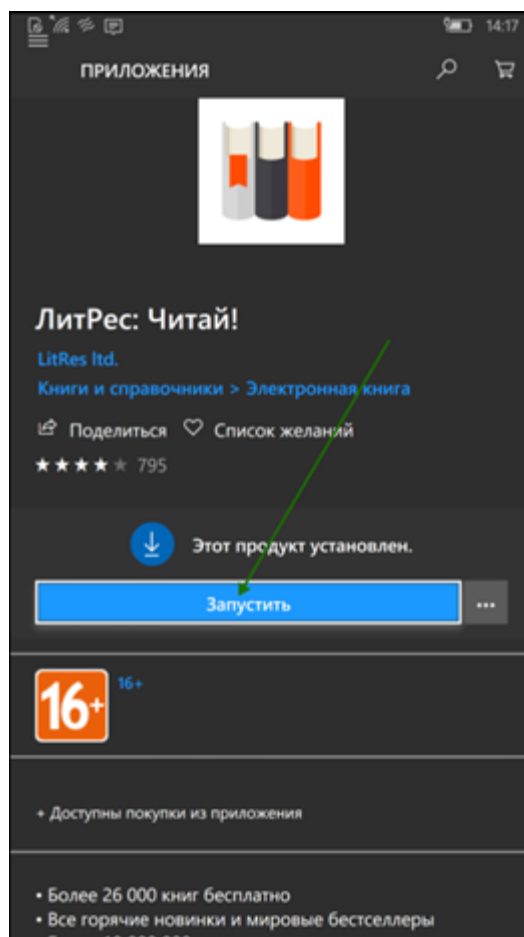 14:17
ПРИЛОЖЕНИЯ
ЛитРес: Читай!
LitRes ltd.
Книги и справочники > Электронная книга
Поделиться Список желаний
795
Этот продукт установлен.
Запустить
16+ 16+
+ Доступны покупки из приложения
• Более 26 000 книг бесплатно
• Все горячие новинки и мировые бестселлеры